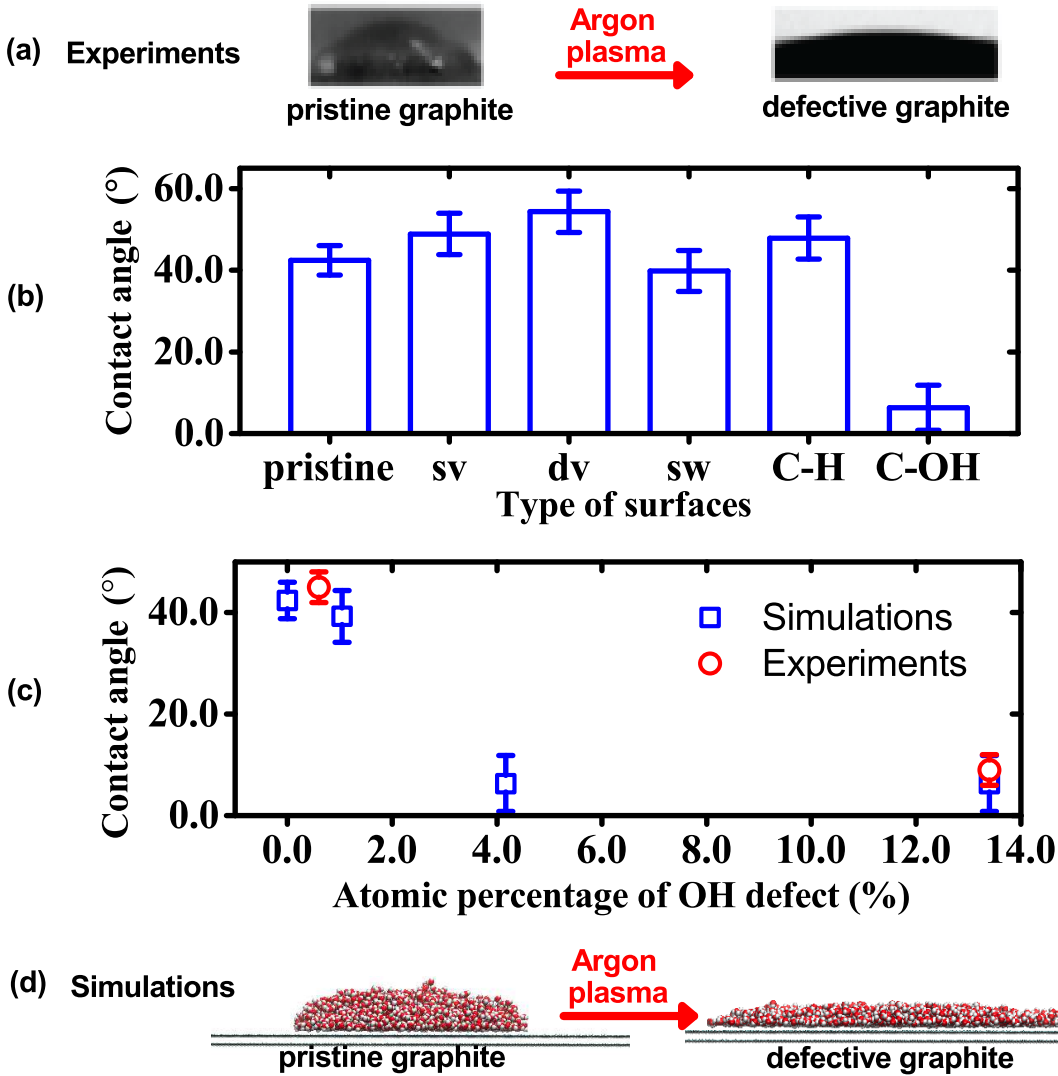 (a) Experiments
Argon
plasma
pristine graphite
defective graphite
(b)
Contact angle (°)
60.0
40.0
20.0
0.0
pristine sv dv sw C-H C-OH
Type of surfaces
(c)
Contact angle (°)
40.0
20.0
0.0
Simulations
Experiments
0.0 2.0 4.0 6.0 8.0 10.0 12.0 14.0
Atomic percentage of OH defect (%)
(d) Simulations
Argon
plasma
pristine graphite
defective graphite